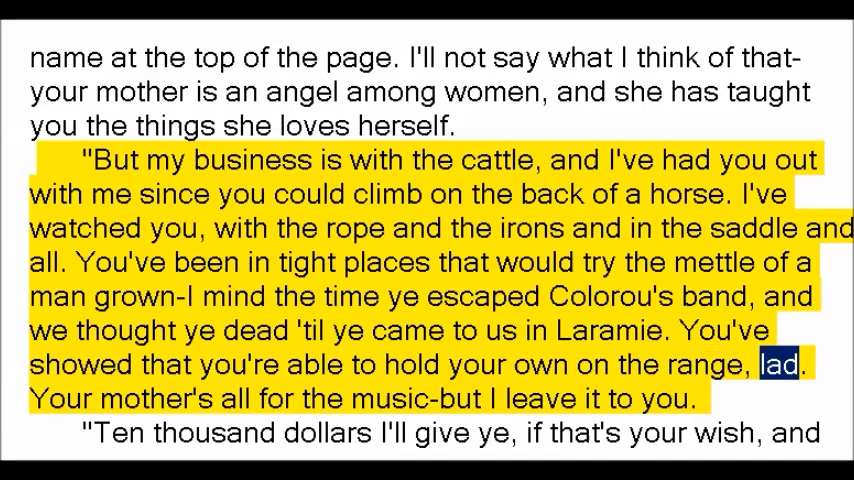 name at the top of the page. I'll not say what I think of that-
your mother is an angel among women, and she has taught
you the things she loves herself.
"But my business is with the cattle, and I've had you out
with me since you could climb on the back of a horse. I've
watched you, with the rope and the irons and in the saddle and
all. You've been in tight places that would try the mettle of a
man grown-I mind the time ye escaped Colorou's band, and
we thought ye dead 'til ye came to us in Laramie. You've
showed that you're able to hold your own on the range, lad.
Your mother's all for the music-but I leave it to you.
"Ten thousand dollars I'll give ye, if that's your wish, and